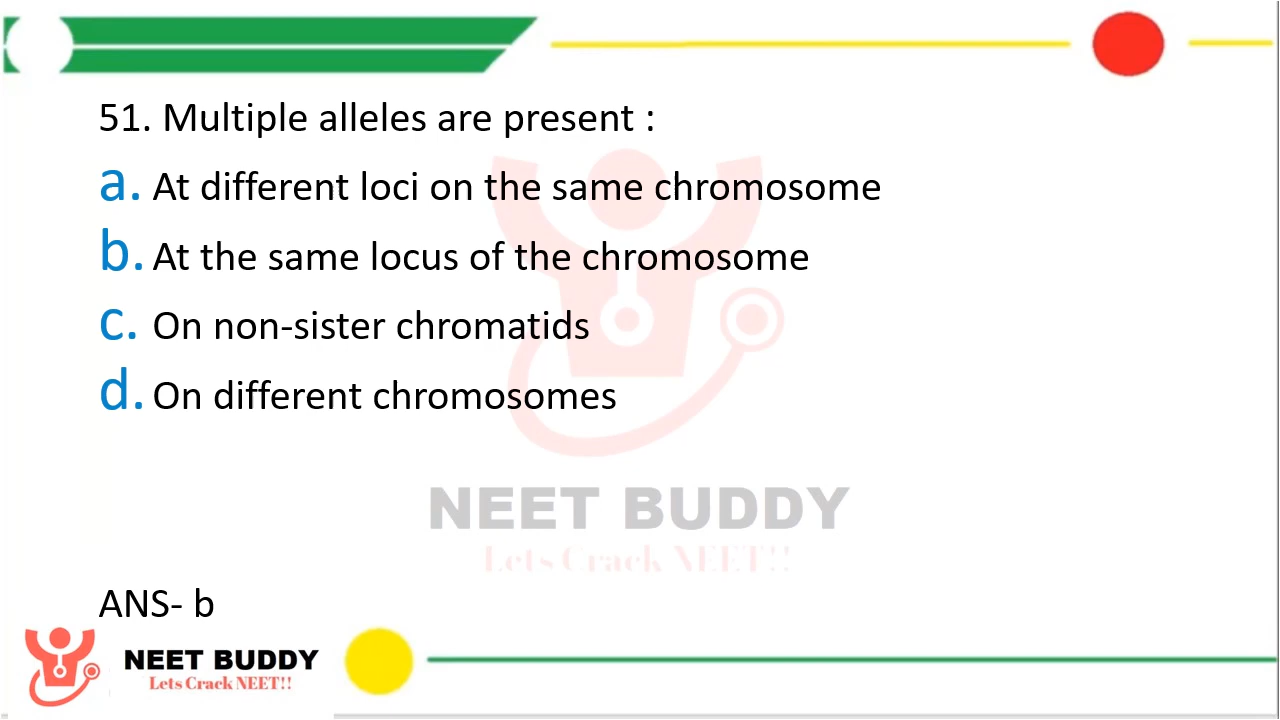 51. Multiple alleles are present :
a. At different loci on the same chromosome
b. At the same locus of the chromosome
c. On non-sister chromatids
d. On different chromosomes
NEET BUDDY
Lets Crack NEET!!
ANS- b
NEET BUDDY
Lets Crack NEET!!